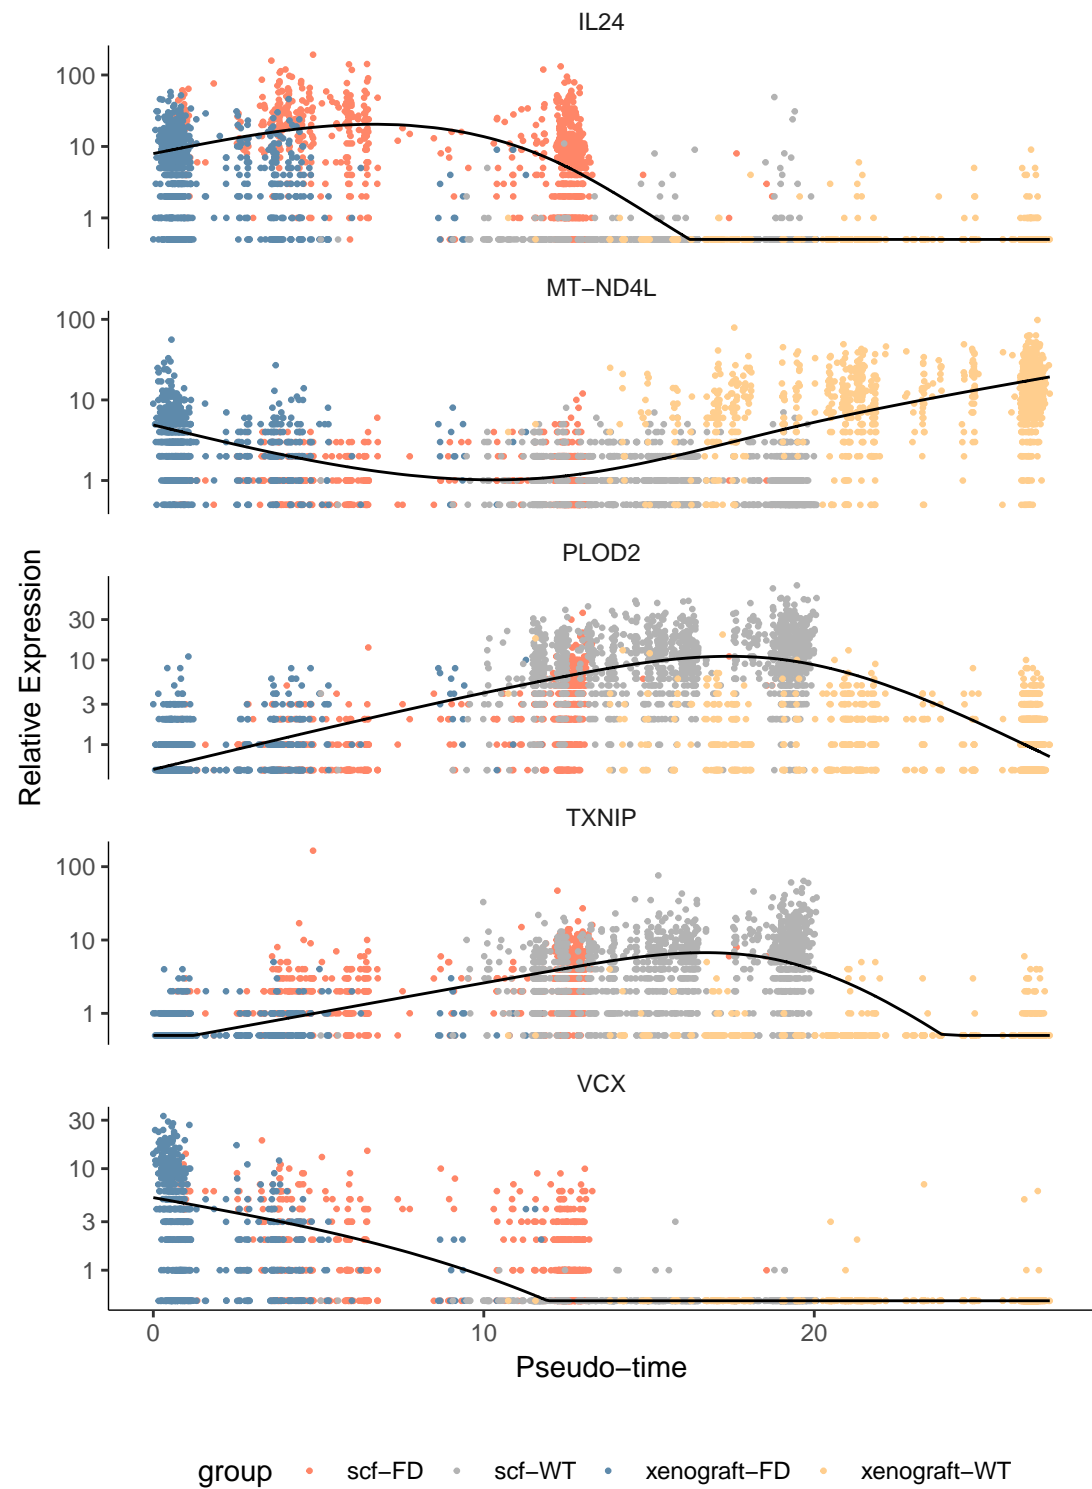 IL24
100
10
1
MT−ND4L
100
10
1
PLOD2
30
10
3
1
TXNIP
100
10
1
VCX
30
10
3
1
0 10 20
Pseudo−time
Relative Expression
group scf−FD scf−WT xenograft−FD xenograft−WT